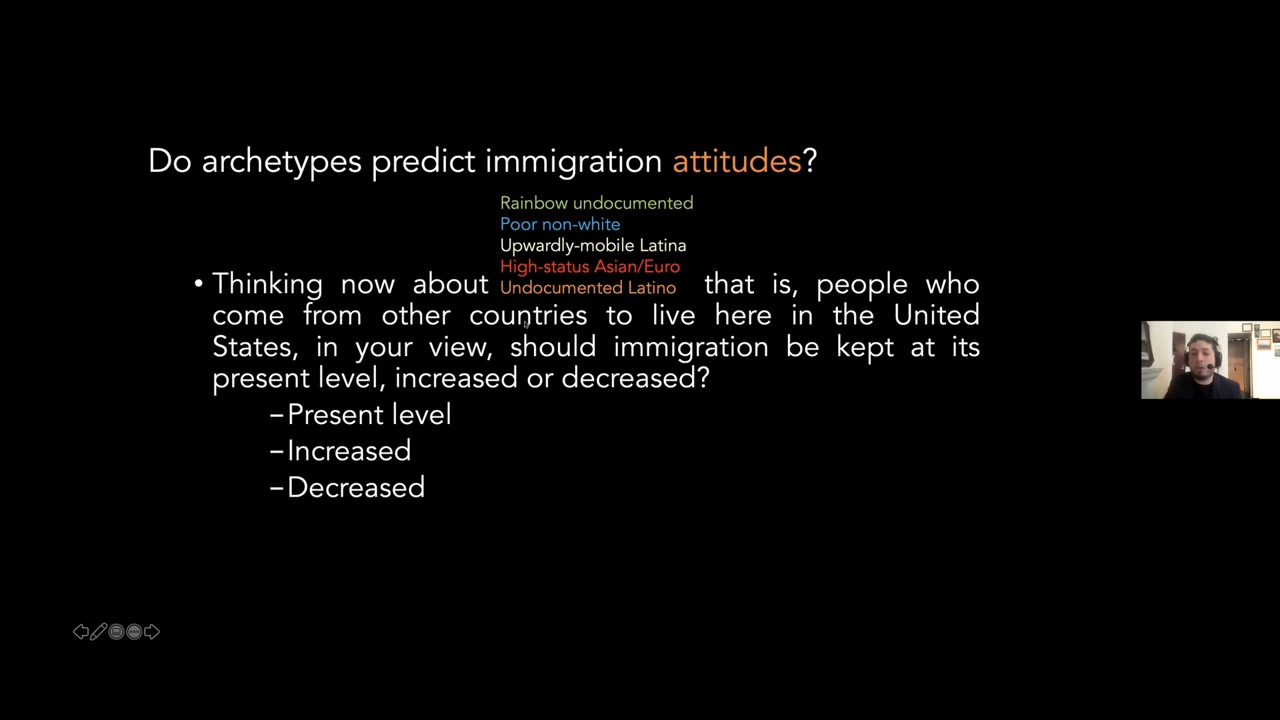 Do archetypes predict immigration attitudes?
Rainbow undocumented
Poor non-white
Upwardly-mobile Latina
High-status Asian/Euro
Undocumented Latino
• Thinking now about that is, people who
come from other countries to live here in the United
States, in your view, should immigration be kept at its
present level, increased or decreased?
–Present level
–Increased
–Decreased